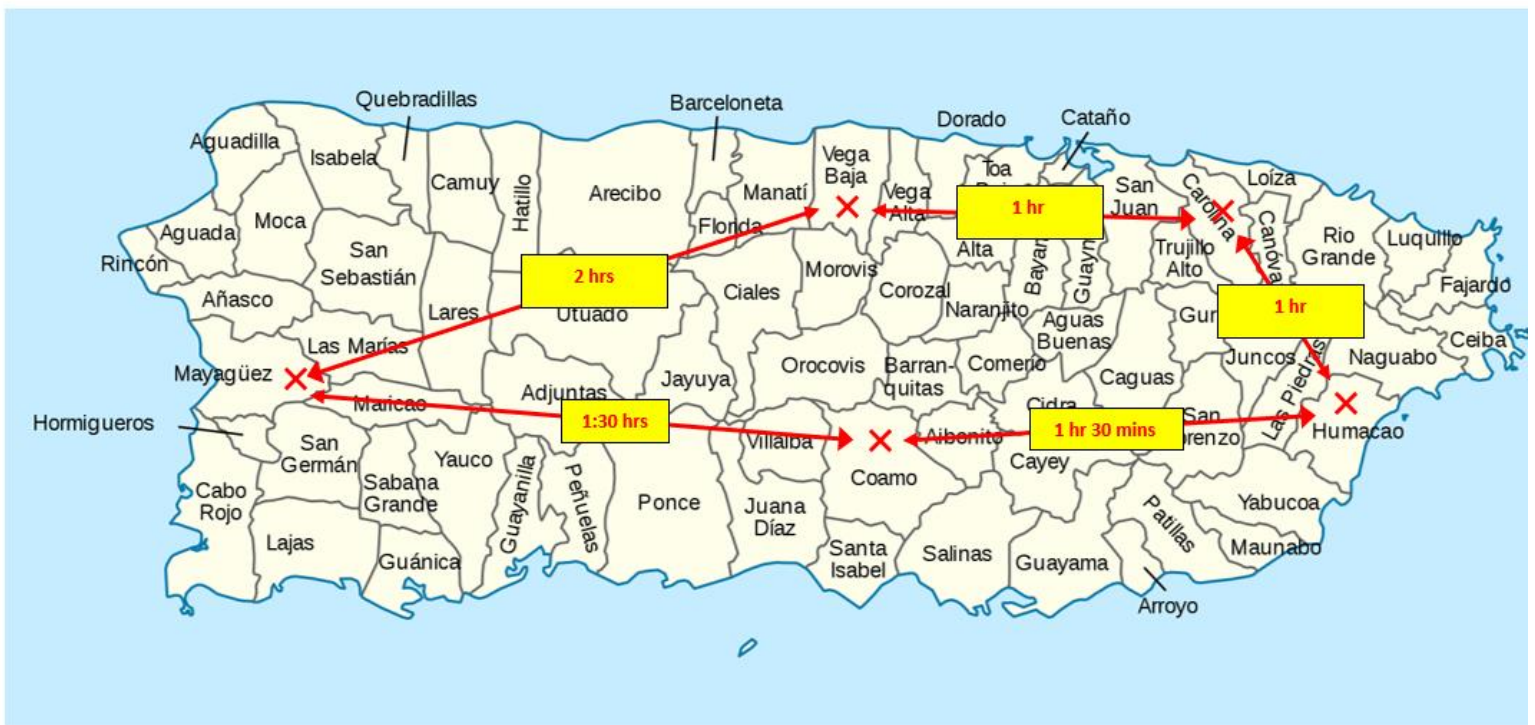 Quebradillas
Barceloneta
Dorado
Cataño
Aguadilla
Isabela
Camuy
Hatillo
Arecibo
Florida
Manatí
Vega
Baja
Vega
Alta
Toa
1 hr
Alta
San
Juan
Carolina
Loíza
Trujillo
Alto
Rio
Grande
Luquillo
Fajardo
Ceiba
Moca
Aguada
Rincón
San
Sebastián
Añasco
Lares
2 hrs
Utuado
Ciales
Morovis
Corozal
Naranjito
Aguas
Buenas
1 hr
Juncos
Naguabo
Las Marías
Mayagüez
Maricao
Adjuntas
Jayuya
Orocovis
Barran-
quitas
Comerío
Caguas
Las Piedras
Humacao
Hormigueros
1:30 hrs
Villalba
Coamo
Aibonito
Cidra
1 hr 30 mins
San
Cayey
San
Germán
Cabo
Rojo
Lajas
Sabana
Grande
Yauco
Guánica
Guayanilla
Peñuelas
Ponce
Juana
Díaz
Santa
Isabel
Salinas
Guayama
Patillas
Arroyo
Yabucoa
Maunabo